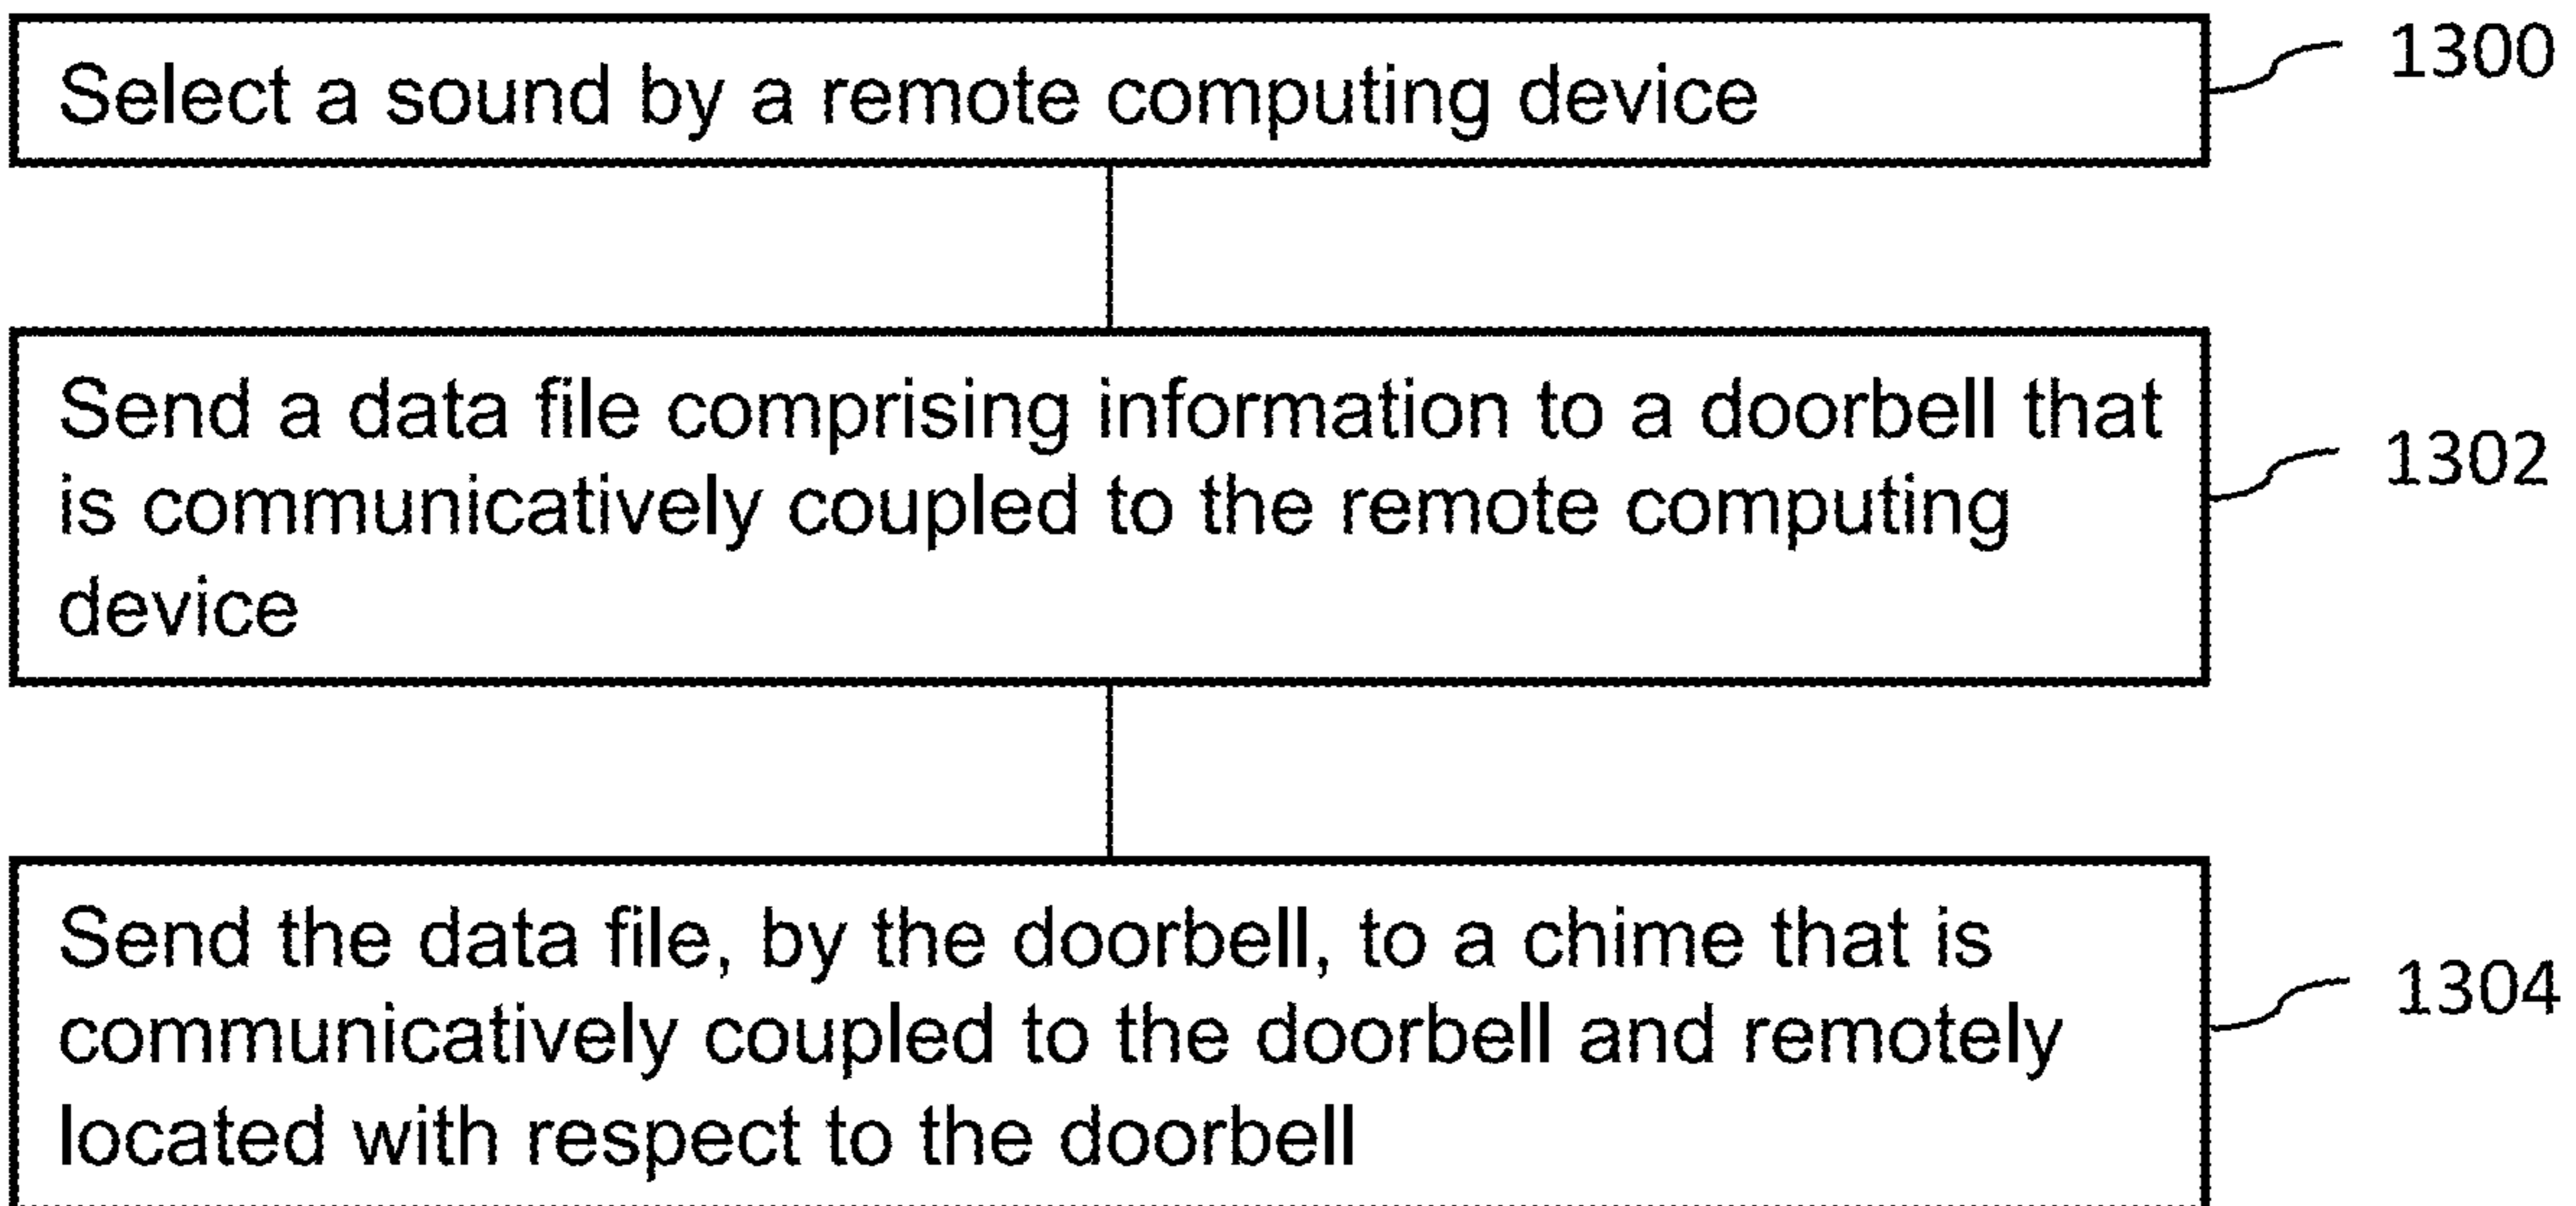 Select a sound by a remote computing device
1300
Send a data file comprising information to a doorbell that
is communicatively coupled to the remote computing
device
1302
Send the data file, by the doorbell, to a chime that is
communicatively coupled to the doorbell and remotely
located with respect to the doorbell
1304